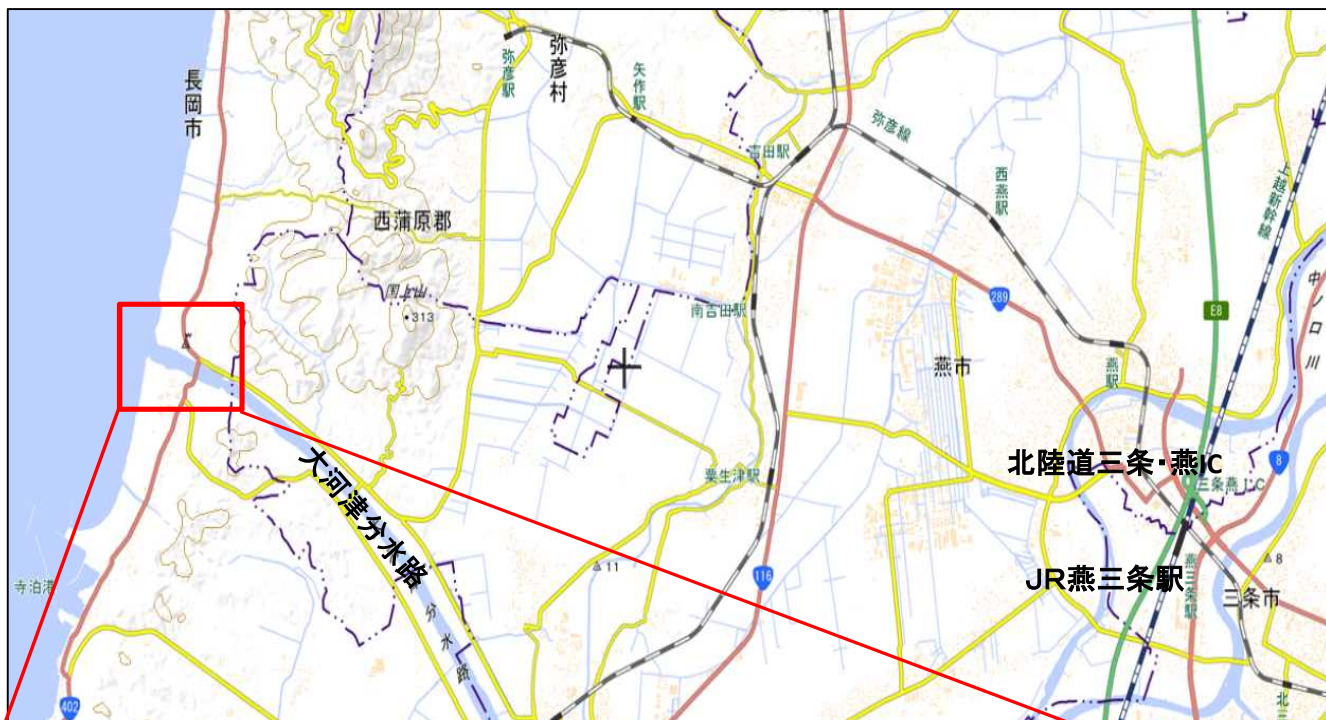 長岡市
弥彦駅
弥彦村
矢作駅
吉田駅
弥彦線
西燕駅
上越新幹線
中ノ口川
西蒲原郡
国上山
313
南吉田駅
289
E8
燕市
燕駅
8
大河津分水路
粟生津駅
北陸道三条・燕IC
三条燕IC
寺泊港
11
116
JR燕三条駅
燕三条駅
8
三条市
分水路
402
北三